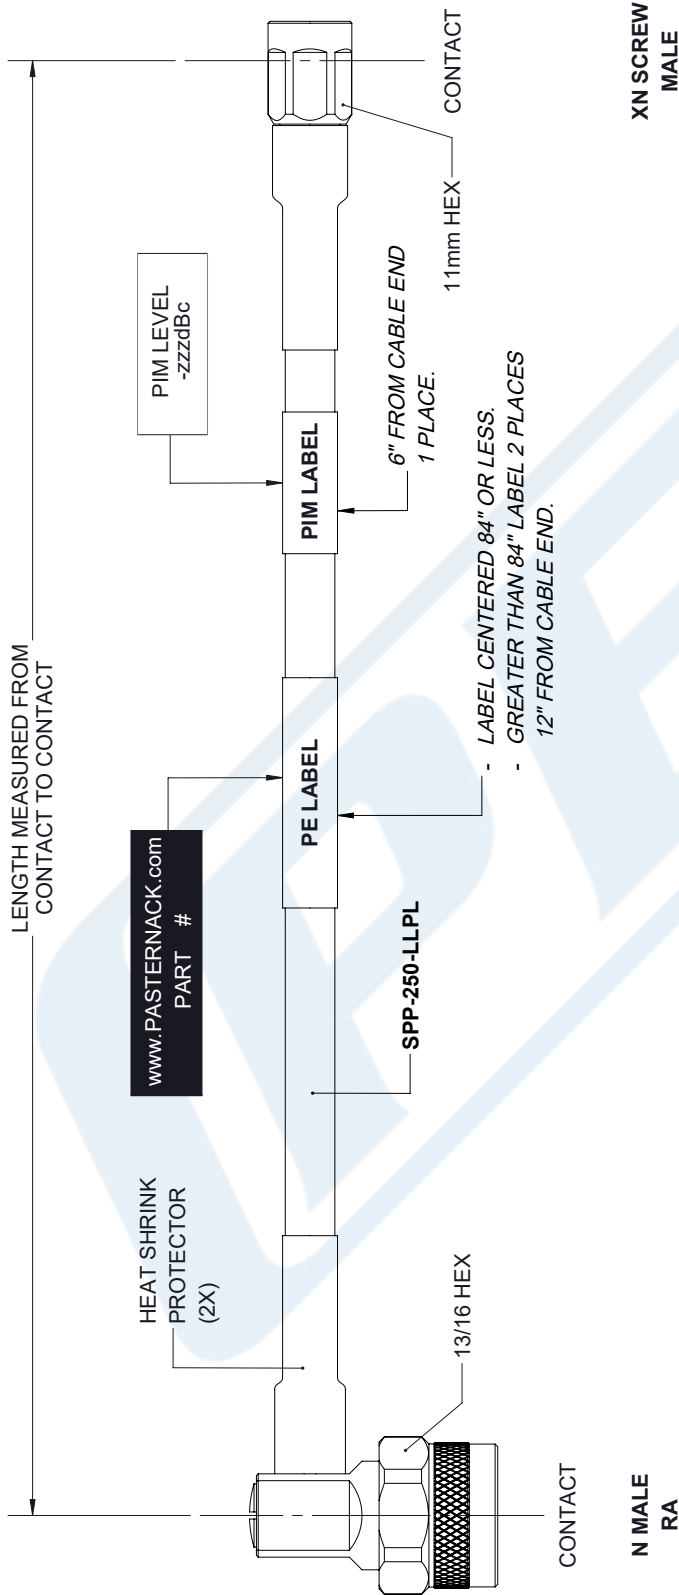 LENGTH MEASURED FROM
CONTACT TO CONTACT
HEAT SHRINK
PROTECTOR
(2X)
www.PASTERNACK.com
PART #
PIM LEVEL
-zzzdBc
PE LABEL
PIM LABEL
SPP-250-LLPL
6" FROM CABLE END
1 PLACE.
11mm HEX
CONTACT
13/16 HEX
- LABEL CENTERED 84" OR LESS.
- GREATER THAN 84" LABEL 2 PLACES
12" FROM CABLE END.
CONTACT
N MALE
RA
XN SCREW
MALE